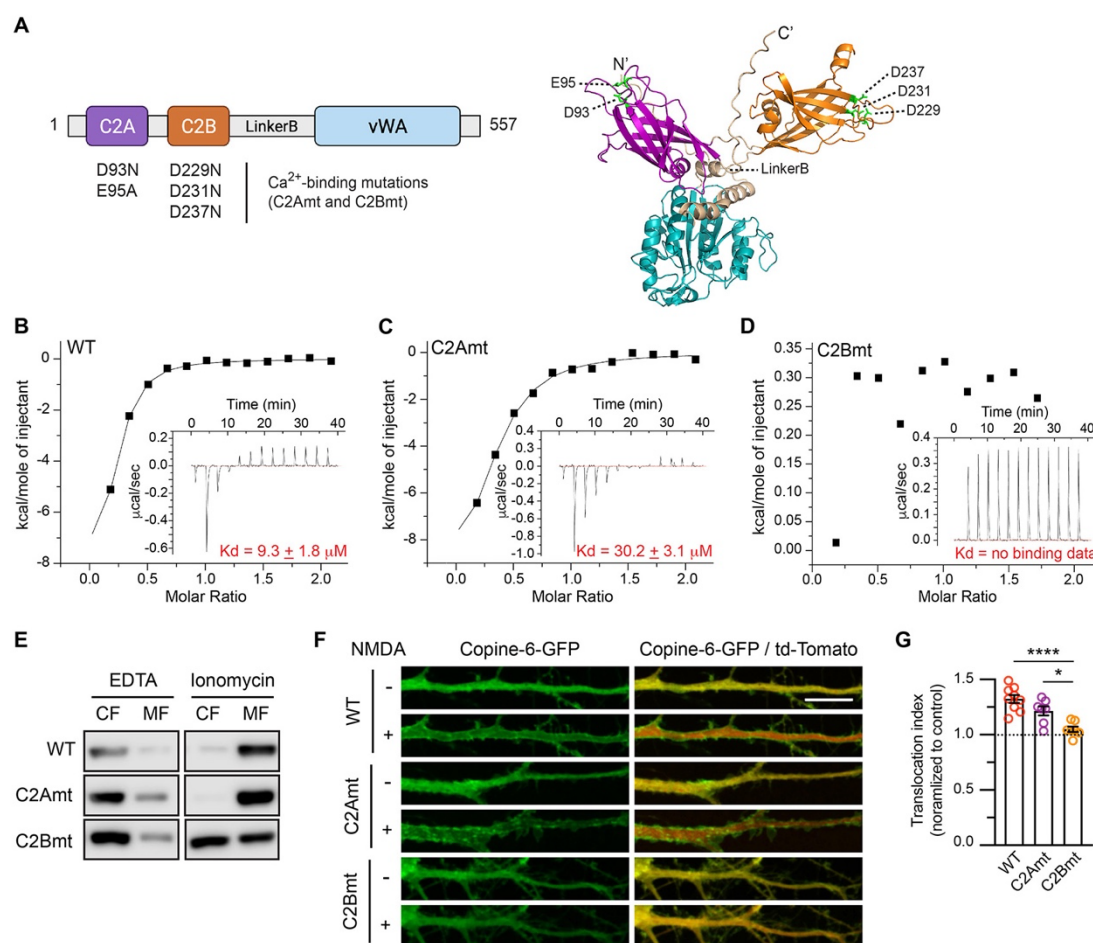 A
1
C2A
C2B
LinkerB
vWA
557
D93N
E95A
D229N
D231N
D237N
Ca2+-binding mutations
(C2Amt and C2Bmt)
N'
C'
E95
D93
D237
D231
D229
LinkerB
B
WT
kcal/mole of injectant
0
-2
-4
-6
-8
0.0 0.5 1.0 1.5 2.0
Molar Ratio
Time (min)
0 10 20 30 40
µcal/sec
0.4
0.2
0.0
-0.2
-0.4
-0.6
Kd = 9.3 ± 1.8 µM
C
C2Amt
kcal/mole of injectant
0
-2
-4
-6
-8
0.0 0.5 1.0 1.5 2.0
Molar Ratio
Time (min)
0 10 20 30 40
µcal/sec
0.4
0.2
0.0
-0.2
-0.4
-0.6
-0.8
-1.0
Kd = 30.2 ± 3.1 µM
D
C2Bmt
kcal/mole of injectant
0.35
0.30
0.25
0.20
0.15
0.10
0.05
0.00
0.0 0.5 1.0 1.5 2.0
Molar Ratio
Time (min)
0 10 20 30 40
µcal/sec
0.4
0.3
0.2
0.1
0.0
Kd = no binding data
E
EDTA Ionomycin
CF MF CF MF
WT
C2Amt
C2Bmt
F
NMDA Copine-6-GFP Copine-6-GFP / td-Tomato
WT
-
+
C2Amt
-
+
C2Bmt
-
+
G
****
*
Translocation index
(noramlized to control)
1.5
1.0
1.5
0.0
WT
C2Amt
C2Bmt